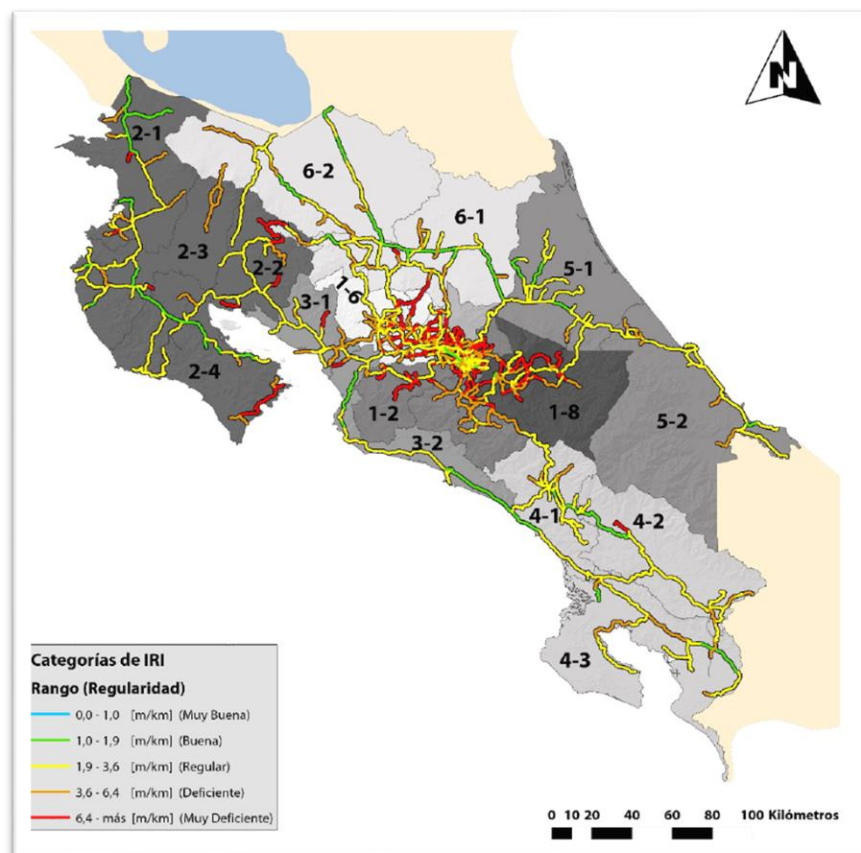 N
2-1
6-2
6-1
2-3
2-2
5-1
3-1
1-6
2-4
1-2
1-8
3-2
5-2
4-1
4-2
4-3
Categorías de IRI
Rango (Regularidad)
0,0 - 1,0 [m/km] (Muy Buena)
1,0 - 1,9 [m/km] (Buena)
1,9 - 3,6 [m/km] (Regular)
3,6 - 6,4 [m/km] (Deficiente)
6,4 - más [m/km] (Muy Deficiente)
0 10 20 40 60 80 100 Kilómetros